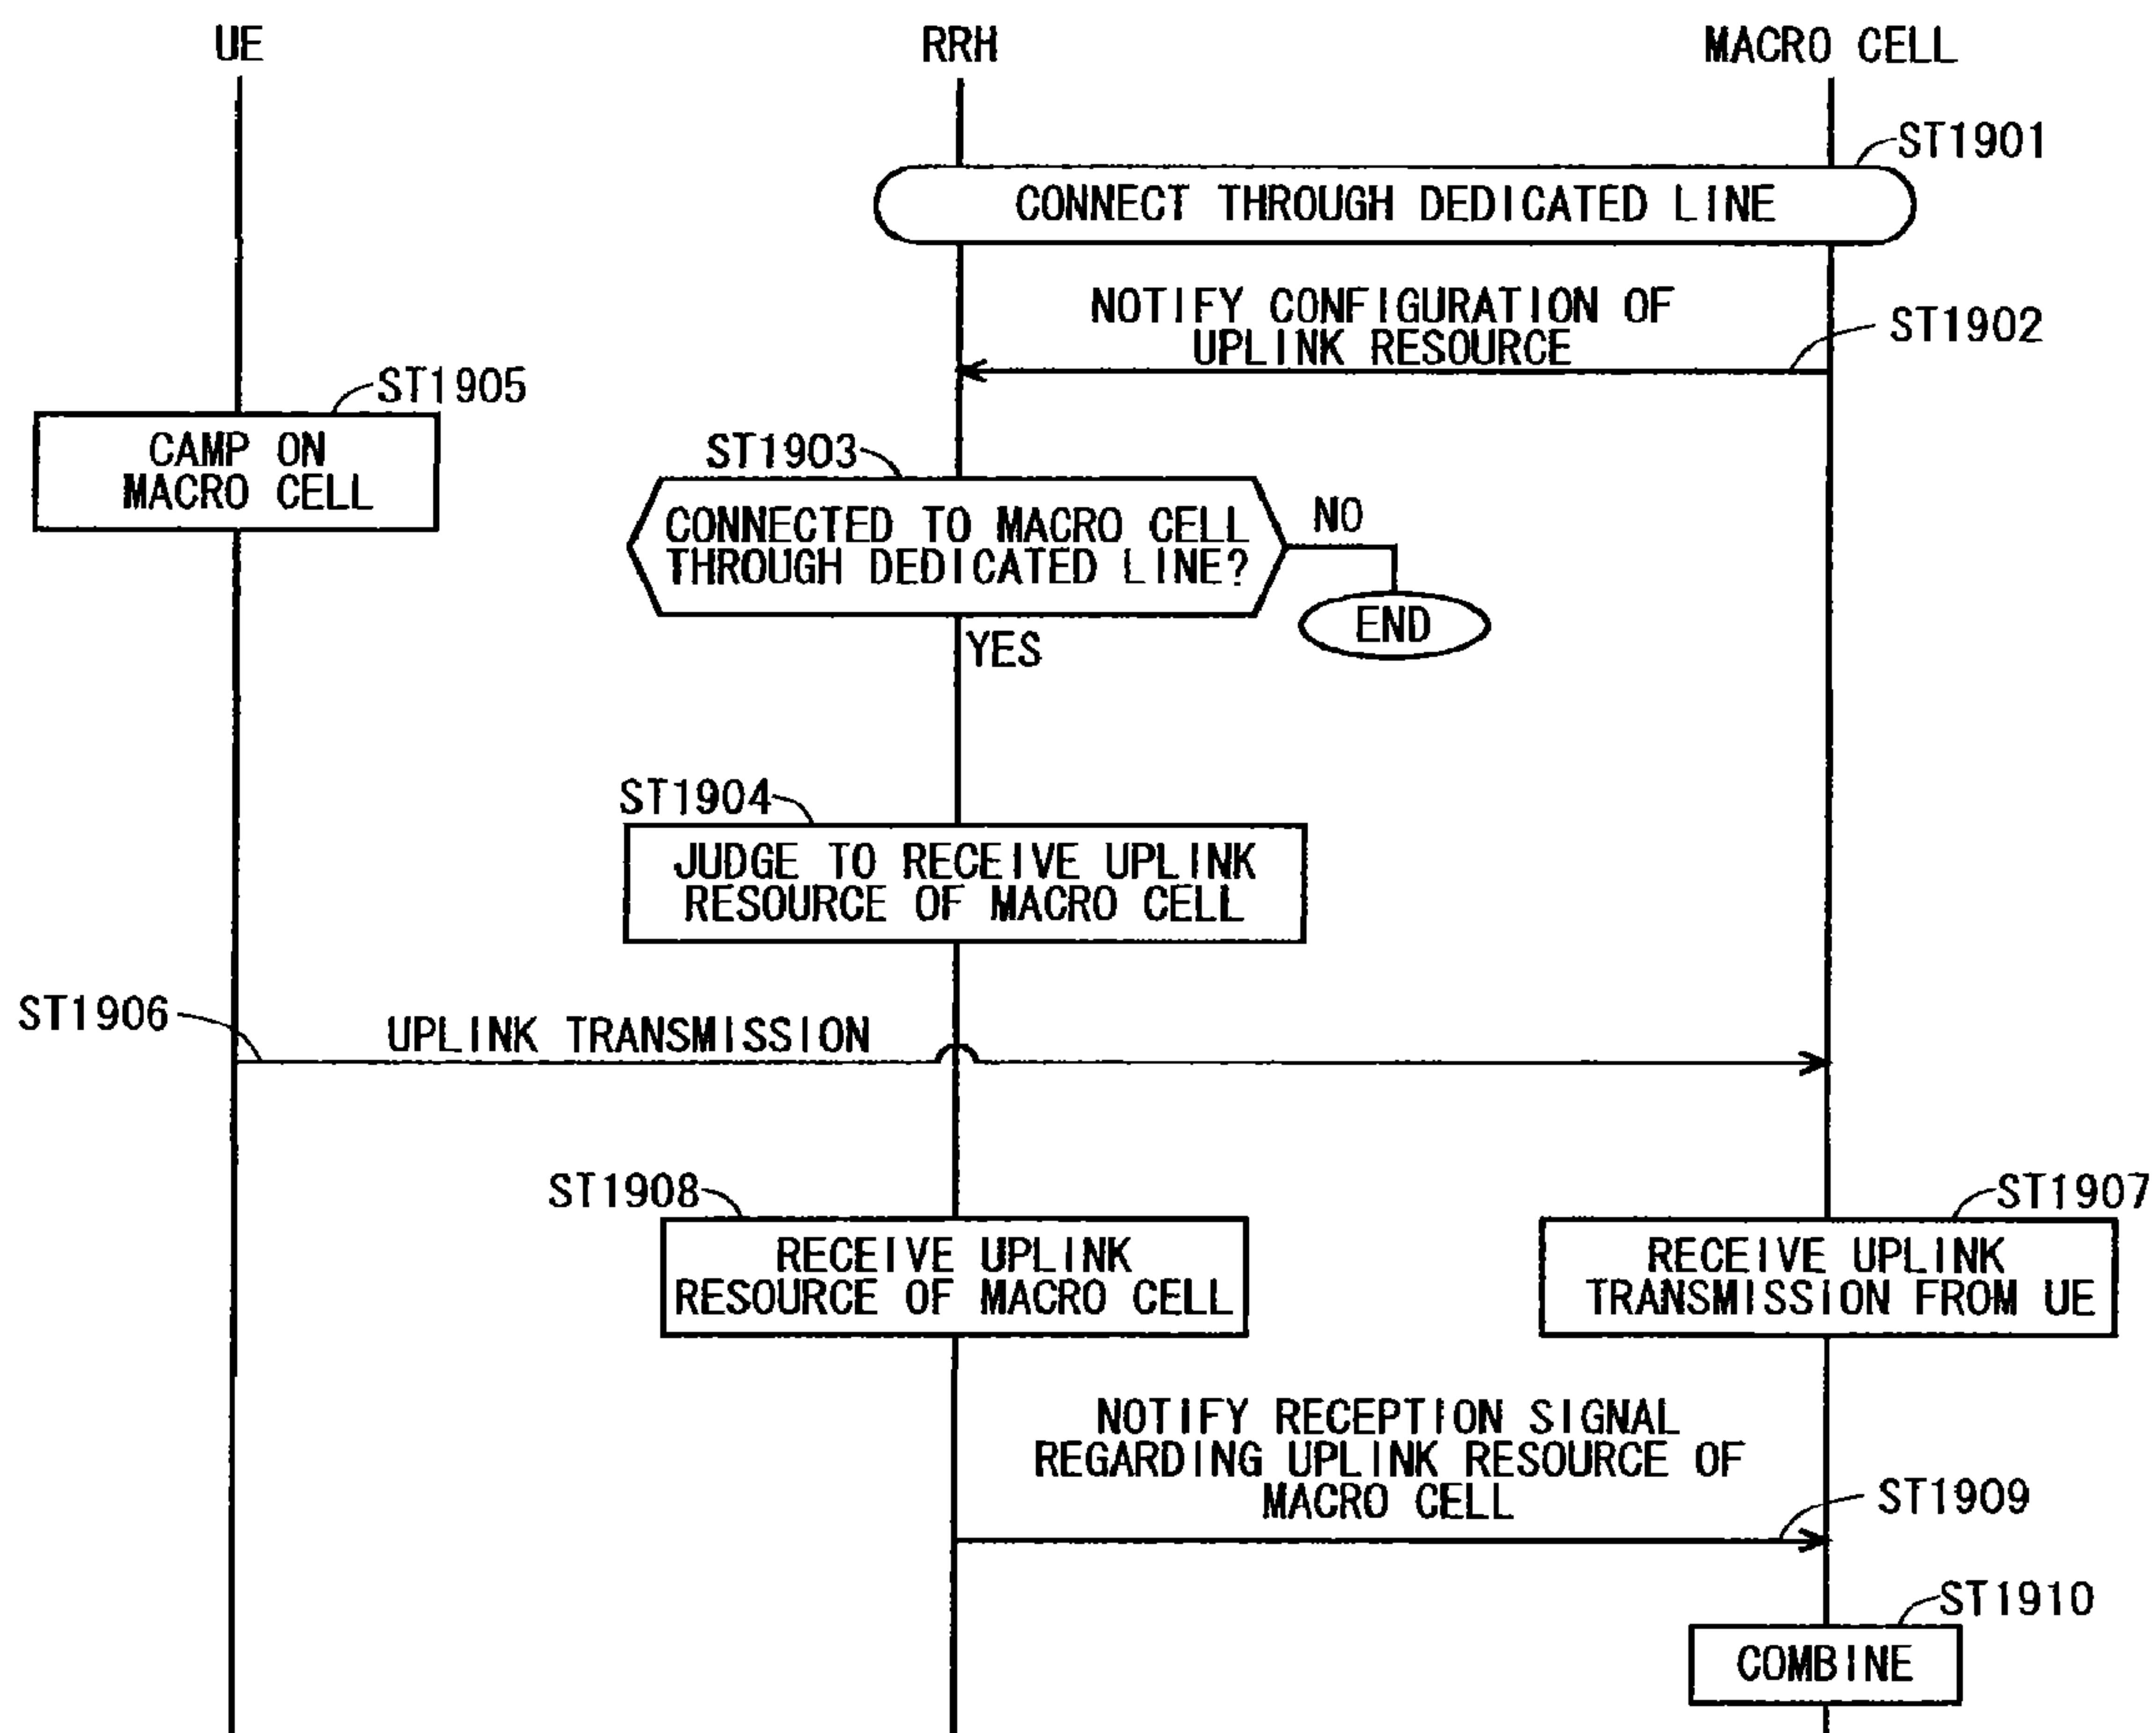 UE
RRH
MACRO CELL
ST1901
CONNECT THROUGH DEDICATED LINE
NOTIFY CONFIGURATION OF
UPLINK RESOURCE
ST1902
ST1905
CAMP ON
MACRO CELL
ST1903
CONNECTED TO MACRO CELL
THROUGH DEDICATED LINE?
NO
END
YES
ST1904
JUDGE TO RECEIVE UPLINK
RESOURCE OF MACRO CELL
ST1906
UPLINK TRANSMISSION
ST1908
RECEIVE UPLINK
RESOURCE OF MACRO CELL
ST1907
RECEIVE UPLINK
TRANSMISSION FROM UE
NOTIFY RECEPTION SIGNAL
REGARDING UPLINK RESOURCE OF
MACRO CELL
ST1909
ST1910
COMBINE